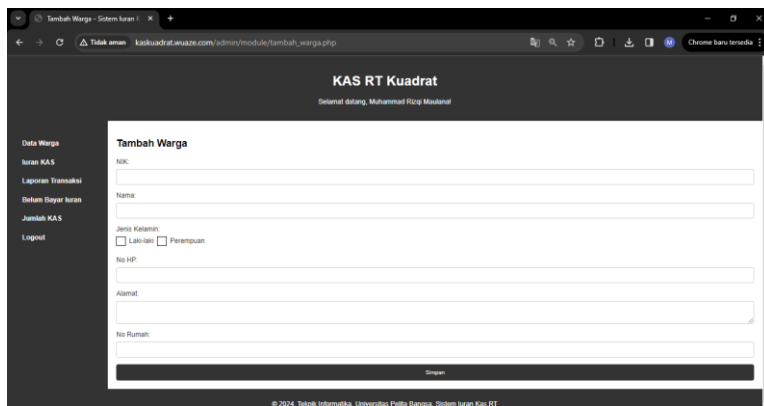 Tambah Warga - Sistem Iuran K
Tidak aman kaskuadrat.wuaze.com/admin/module/tambah_warga.php
M
Chrome baru tersedia
KAS RT Kuadrat
Selamat datang, Muhammad Rizqi Maulana!
Data Warga
Iuran KAS
Laporan Transaksi
Belum Bayar Iuran
Jumlah KAS
Logout
Tambah Warga
NIK:
Nama:
Jenis Kelamin:
Laki-laki Perempuan
No HP:
Alamat:
No Rumah:
Simpan
© 2024, Teknik Informatika, Universitas Pelita Bangsa, Sistem Iuran Kas RT